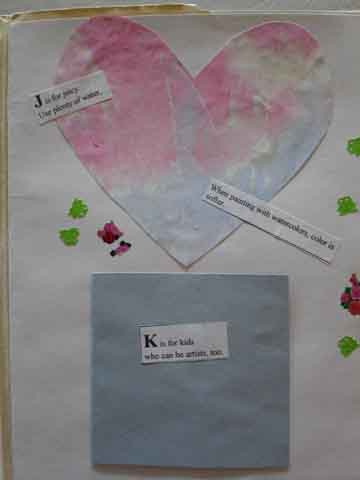 J is for juicy.
Use plenty of water.
When painting with watercolors, color is
softer.
K is for kids
who can be artists, too.